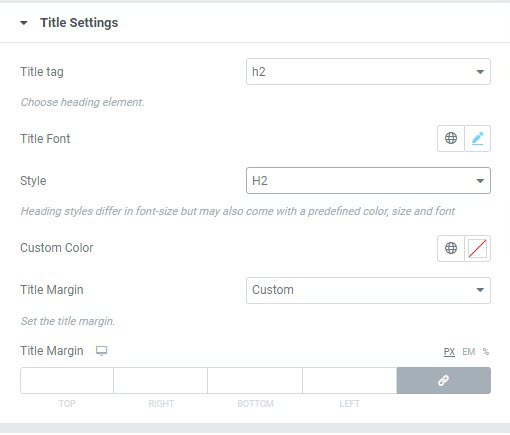 Title Settings
Title tag h2
Choose heading element.
Title Font
Style H2
Heading styles differ in font-size but may also come with a predefined color, size and font
Custom Color
Title Margin Custom
Set the title margin.
Title Margin PX EM %
TOP RIGHT BOTTOM LEFT